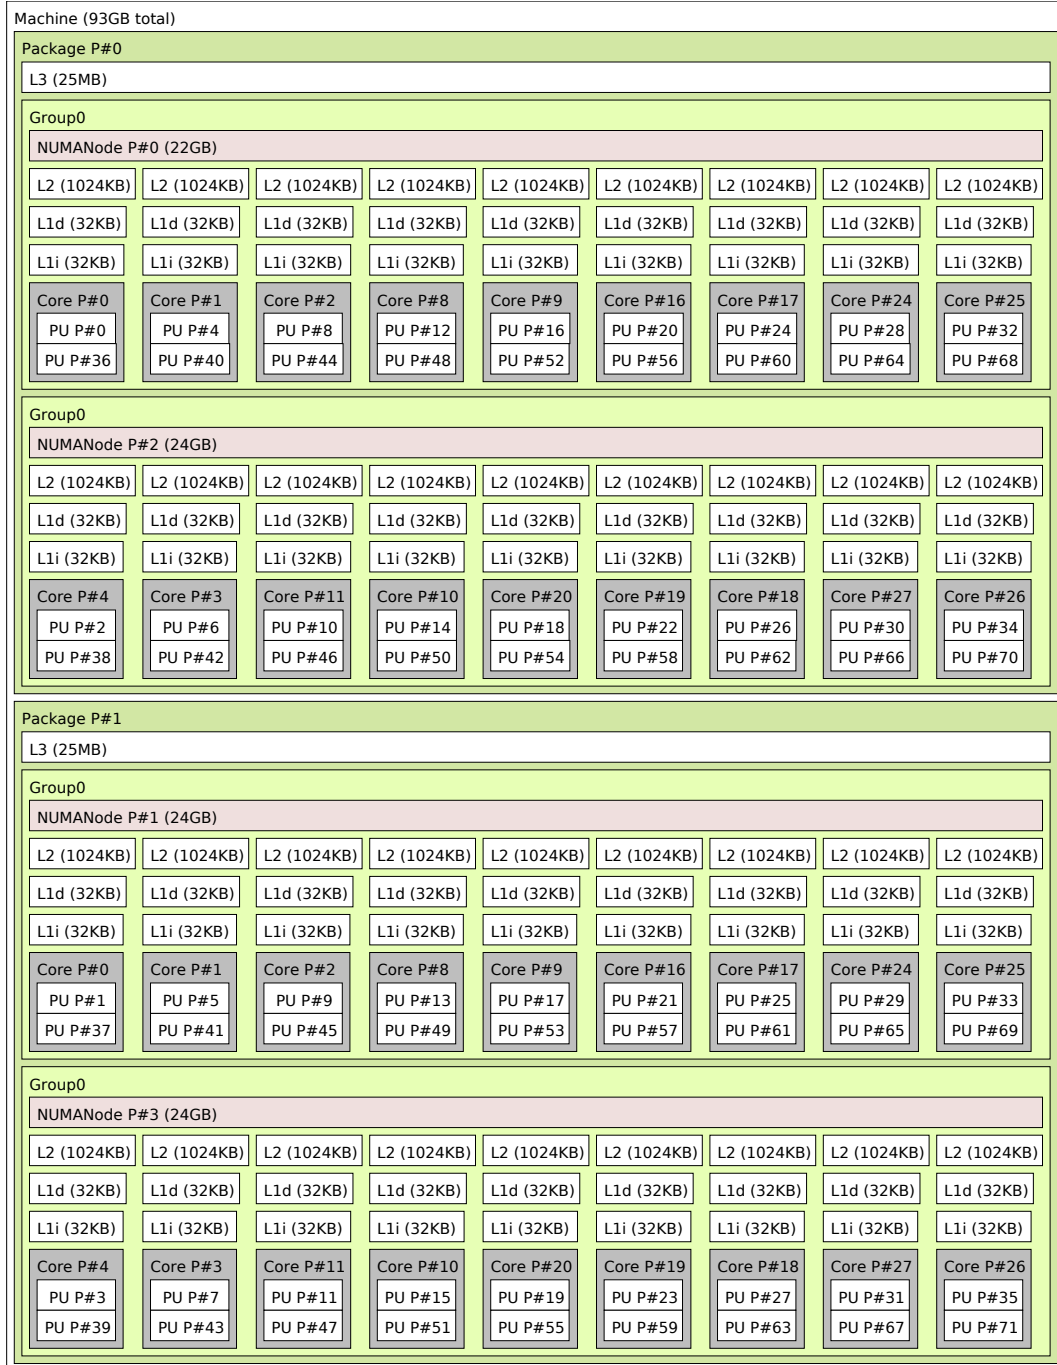 Machine (93GB total)
Package P#0
L3 (25MB)
Group0
NUMANode P#0 (22GB)
L2 (1024KB) L2 (1024KB) L2 (1024KB) L2 (1024KB) L2 (1024KB) L2 (1024KB) L2 (1024KB) L2 (1024KB) L2 (1024KB)
L1d (32KB) L1d (32KB) L1d (32KB) L1d (32KB) L1d (32KB) L1d (32KB) L1d (32KB) L1d (32KB) L1d (32KB)
L1i (32KB) L1i (32KB) L1i (32KB) L1i (32KB) L1i (32KB) L1i (32KB) L1i (32KB) L1i (32KB) L1i (32KB)
Core P#0 Core P#1 Core P#2 Core P#8 Core P#9 Core P#16 Core P#17 Core P#24 Core P#25
PU P#0 PU P#4 PU P#8 PU P#12 PU P#16 PU P#20 PU P#24 PU P#28 PU P#32
PU P#36 PU P#40 PU P#44 PU P#48 PU P#52 PU P#56 PU P#60 PU P#64 PU P#68
Group0
NUMANode P#2 (24GB)
L2 (1024KB) L2 (1024KB) L2 (1024KB) L2 (1024KB) L2 (1024KB) L2 (1024KB) L2 (1024KB) L2 (1024KB) L2 (1024KB)
L1d (32KB) L1d (32KB) L1d (32KB) L1d (32KB) L1d (32KB) L1d (32KB) L1d (32KB) L1d (32KB) L1d (32KB)
L1i (32KB) L1i (32KB) L1i (32KB) L1i (32KB) L1i (32KB) L1i (32KB) L1i (32KB) L1i (32KB) L1i (32KB)
Core P#4 Core P#3 Core P#11 Core P#10 Core P#20 Core P#19 Core P#18 Core P#27 Core P#26
PU P#2 PU P#6 PU P#10 PU P#14 PU P#18 PU P#22 PU P#26 PU P#30 PU P#34
PU P#38 PU P#42 PU P#46 PU P#50 PU P#54 PU P#58 PU P#62 PU P#66 PU P#70
Package P#1
L3 (25MB)
Group0
NUMANode P#1 (24GB)
L2 (1024KB) L2 (1024KB) L2 (1024KB) L2 (1024KB) L2 (1024KB) L2 (1024KB) L2 (1024KB) L2 (1024KB) L2 (1024KB)
L1d (32KB) L1d (32KB) L1d (32KB) L1d (32KB) L1d (32KB) L1d (32KB) L1d (32KB) L1d (32KB) L1d (32KB)
L1i (32KB) L1i (32KB) L1i (32KB) L1i (32KB) L1i (32KB) L1i (32KB) L1i (32KB) L1i (32KB) L1i (32KB)
Core P#0 Core P#1 Core P#2 Core P#8 Core P#9 Core P#16 Core P#17 Core P#24 Core P#25
PU P#1 PU P#5 PU P#9 PU P#13 PU P#17 PU P#21 PU P#25 PU P#29 PU P#33
PU P#37 PU P#41 PU P#45 PU P#49 PU P#53 PU P#57 PU P#61 PU P#65 PU P#69
Group0
NUMANode P#3 (24GB)
L2 (1024KB) L2 (1024KB) L2 (1024KB) L2 (1024KB) L2 (1024KB) L2 (1024KB) L2 (1024KB) L2 (1024KB) L2 (1024KB)
L1d (32KB) L1d (32KB) L1d (32KB) L1d (32KB) L1d (32KB) L1d (32KB) L1d (32KB) L1d (32KB) L1d (32KB)
L1i (32KB) L1i (32KB) L1i (32KB) L1i (32KB) L1i (32KB) L1i (32KB) L1i (32KB) L1i (32KB) L1i (32KB)
Core P#4 Core P#3 Core P#11 Core P#10 Core P#20 Core P#19 Core P#18 Core P#27 Core P#26
PU P#3 PU P#7 PU P#11 PU P#15 PU P#19 PU P#23 PU P#27 PU P#31 PU P#35
PU P#39 PU P#43 PU P#47 PU P#51 PU P#55 PU P#59 PU P#63 PU P#67 PU P#71